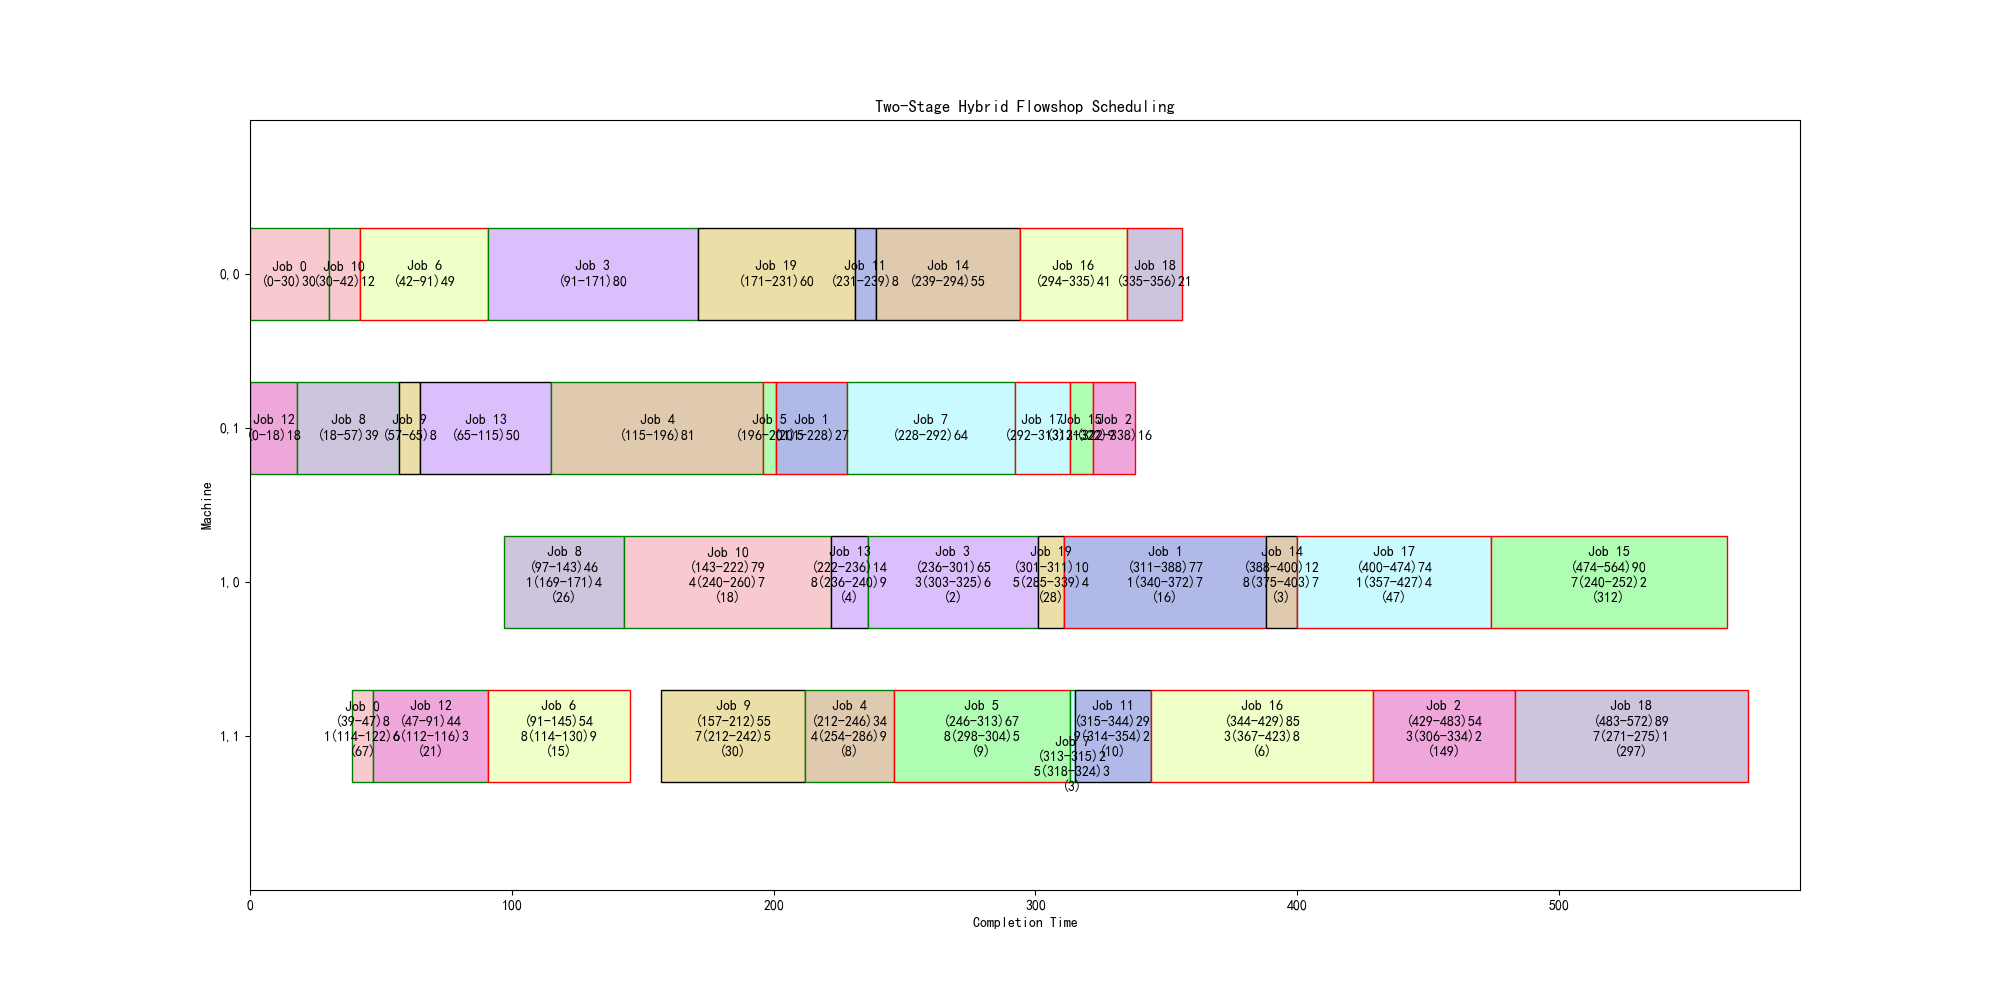 Two-Stage Hybrid Flowshop Scheduling
Machine
0,0
Job 0
(0-30)30
Job 10
(30-42)12
Job 6
(42-91)49
Job 3
(91-171)80
Job 19
(171-231)60
Job 11
(231-239)8
Job 14
(239-294)55
Job 16
(294-335)41
Job 18
(335-356)21
0,1
Job 12
(0-18)18
Job 8
(18-57)39
Job 9
(57-65)8
Job 13
(65-115)50
Job 4
(115-196)81
Job 5
Job 1
Job 7
(228-292)64
Job 17
Job 15
Job 2
1,0
Job 8
(97-143)46
1(169-171)4
(26)
Job 10
(143-222)79
4(240-260)7
(18)
Job 13
(222-236)14
8(236-240)9
(4)
Job 3
(236-301)65
3(303-325)6
(2)
Job 19
(301-311)10
5(285-339)4
(28)
Job 1
(311-388)77
1(340-372)7
(16)
Job 14
(388-400)12
8(375-403)7
(3)
Job 17
(400-474)74
1(357-427)4
(47)
Job 15
(474-564)90
7(240-252)2
(312)
1,1
Job 0
(39-47)8
1(114-122)6
(67)
Job 12
(47-91)44
6(112-116)3
(21)
Job 6
(91-145)54
8(114-130)9
(15)
Job 9
(157-212)55
7(212-242)5
(30)
Job 4
(212-246)34
4(254-286)9
(8)
Job 5
(246-313)67
8(298-304)5
(9)
Job 7
(313-315)2
5(318-324)3
(3)
Job 11
(315-344)29
9(314-354)2
(10)
Job 16
(344-429)85
3(367-423)8
(6)
Job 2
(429-483)54
3(306-334)2
(149)
Job 18
(483-572)89
7(271-275)1
(297)
0
100
200
300
400
500
Completion Time